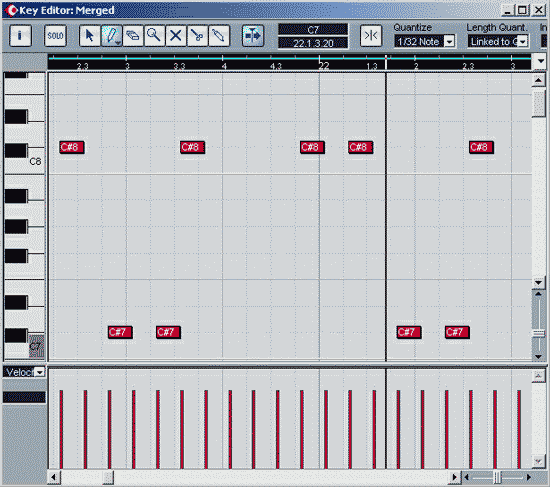 Key Editor: Merged
i
SOLO
C7
22.1.3.20
Quantize
1/32 Note
Length Quant.
Linked to Q
In
2.3 3 3.3 4 4.3 22 1.3 2 2.3 3
C#8 C#8 C#8 C#8 C#8
C8
C#7 C#7 C#7 C#7
C7
Veloci